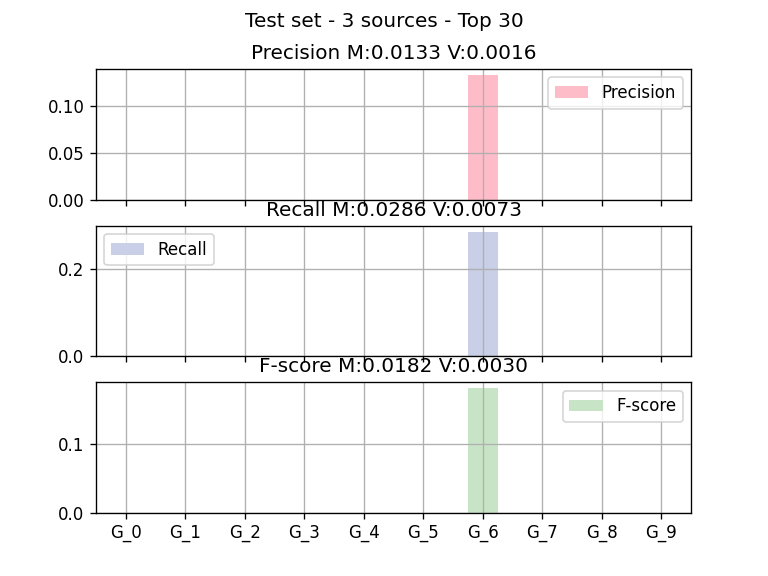 Test set - 3 sources - Top 30
Precision M:0.0133 V:0.0016
0.10
0.05
0.00
Precision
Recall M:0.0286 V:0.0073
0.2
0.0
Recall
F-score M:0.0182 V:0.0030
0.1
0.0
F-score
G_0 G_1 G_2 G_3 G_4 G_5 G_6 G_7 G_8 G_9